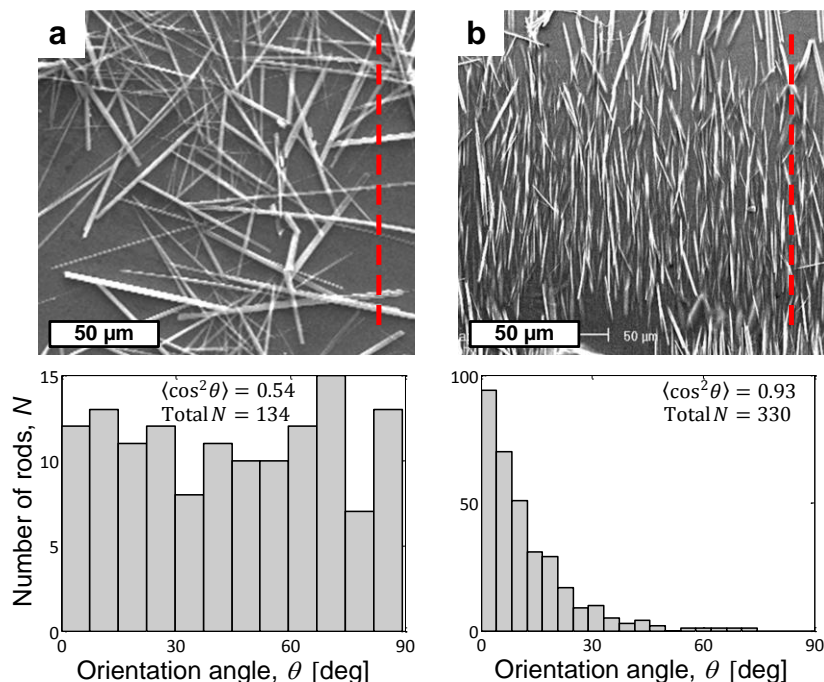 a
50 µm
b
50 µm
50 µm
⟨cos²θ⟩ = 0.54
Total N = 134
Number of rods, N
15
10
5
0
0
30
60
90
Orientation angle, θ [deg]
⟨cos²θ⟩ = 0.93
Total N = 330
100
50
0
0
30
60
90
Orientation angle, θ [deg]